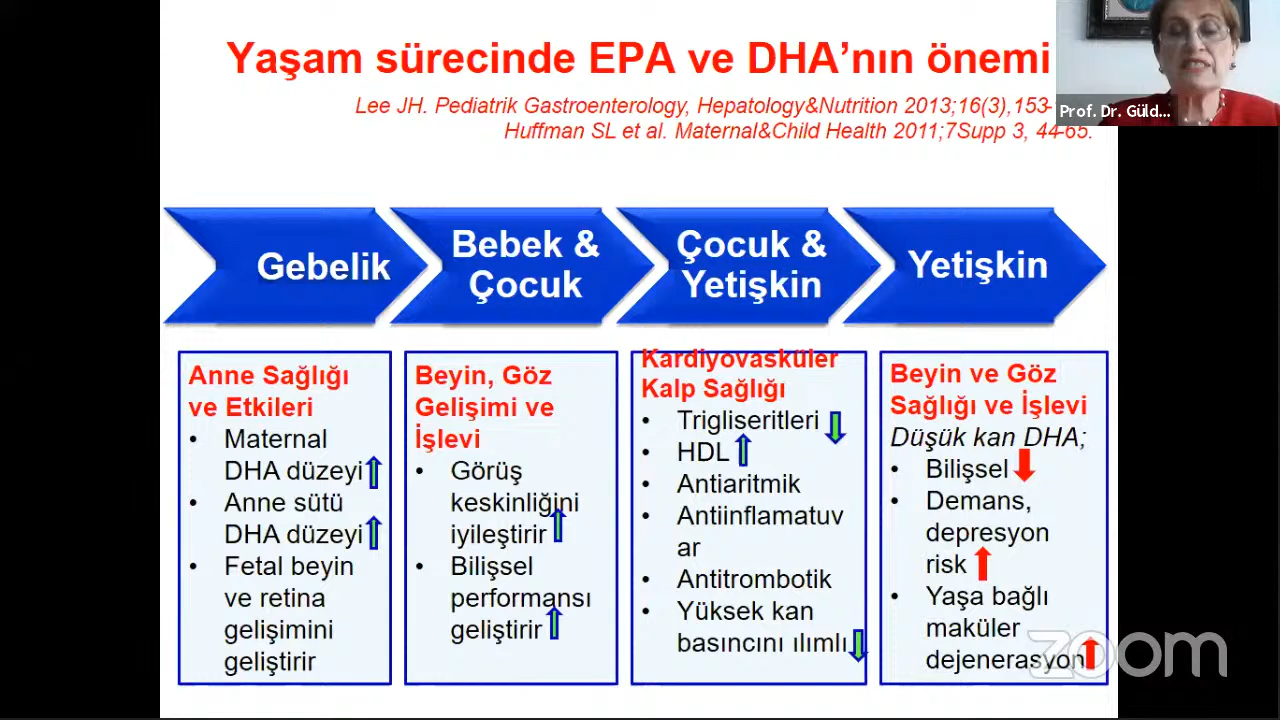 Yaşam sürecinde EPA ve DHA’nın önemi
Lee JH. Pediatrik Gastroenterology, Hepatology&Nutrition 2013;16(3),153-
Huffman SL et al. Maternal&Child Health 2011;7Supp 3, 44-65.
Prof. Dr. Güld...
Gebelik
Bebek &
Çocuk
Çocuk &
Yetişkin
Yetişkin
Anne Sağlığı
ve Etkileri
• Maternal
DHA düzeyi
• Anne sütü
DHA düzeyi
• Fetal beyin
ve retina
gelişimini
geliştirir
Beyin, Göz
Gelişimi ve
İşlevi
• Görüş
keskinliğini
iyileştirir
• Bilişsel
performansı
geliştirir
Kardiyovasküler
Kalp Sağlığı
• Trigliseritleri
• HDL
• Antiaritmik
• Antiinflamatuv
ar
• Antitrombotik
• Yüksek kan
basıncını ılımlı
Beyin ve Göz
Sağlığı ve İşlevi
Düşük kan DHA;
• Bilişsel
• Demans,
depresyon
risk
• Yaşa bağlı
maküler
dejenerasyon
zoom